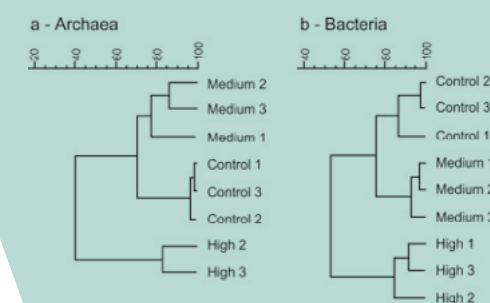 a - Archaea
20 40 60 80 100
Medium 2
Medium 3
Medium 1
Control 1
Control 3
Control 2
High 2
High 3
b - Bacteria
40 60 80 100
Control 2
Control 3
Control 1
Medium 1
Medium 2
Medium 3
High 1
High 3
High 2